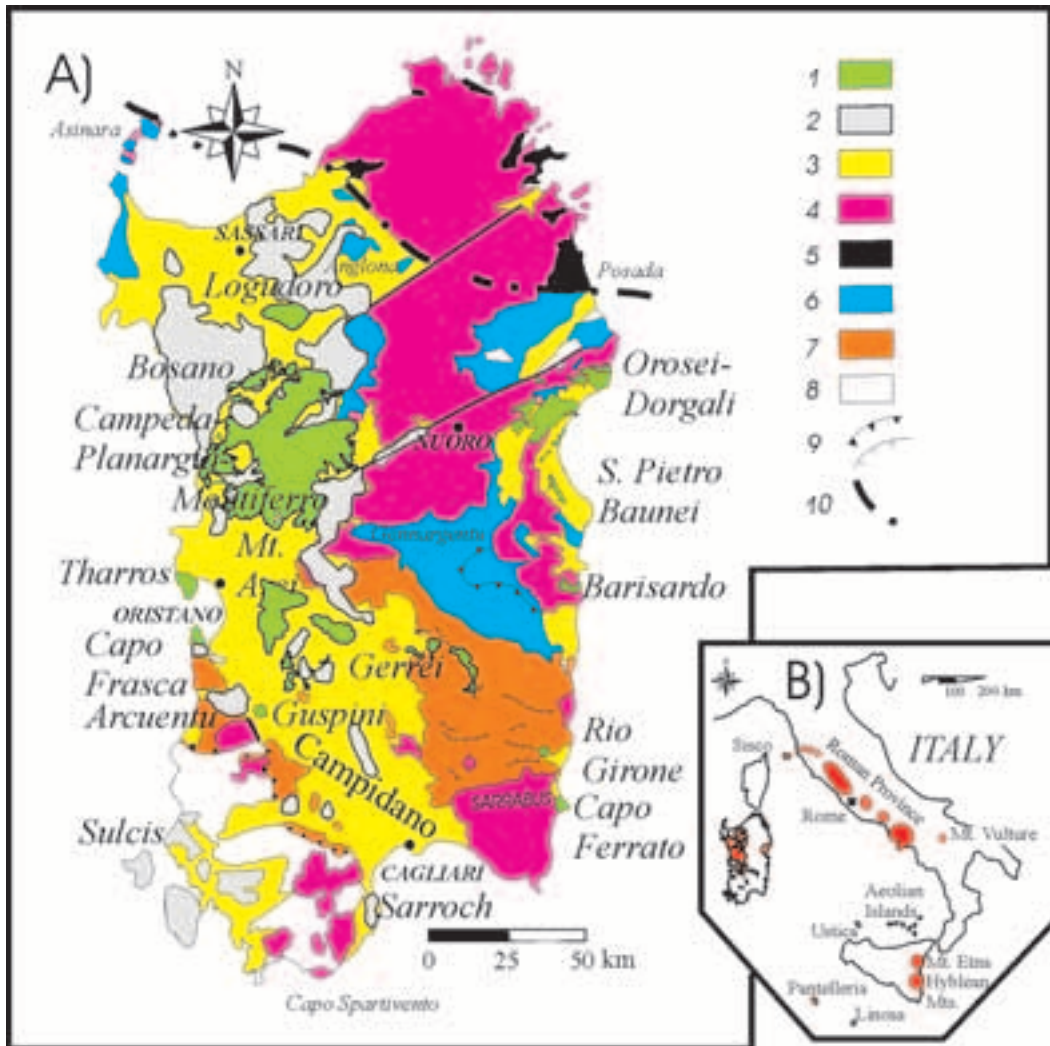 A)
N
Asinara
SASSARI
Anglona
Logudoro
Posada
Bosano
Orosei-
Dorgali
Campeda-
Planargia
NUORO
Montiferro
S. Pietro
Baunei
Mt.
Arci
Tharros
Barisardo
ORISTANO
Capo
Frasca
Gerrei
Arcuentu
Guspini
Campidano
Rio
Girone
SARRABUS
Capo
Ferrato
Sulcis
CAGLIARI
Sarroch
0 25 50 km
Capo Spartivento
1
2
3
4
5
6
7
8
9
10
B)
100 200 km
ITALY
Sisco
Roman Province
Rome
Mt. Vulture
Aeolian
Islands
Ustica
Mt. Etna
Hyblean
Mts.
Pantelleria
Linosa